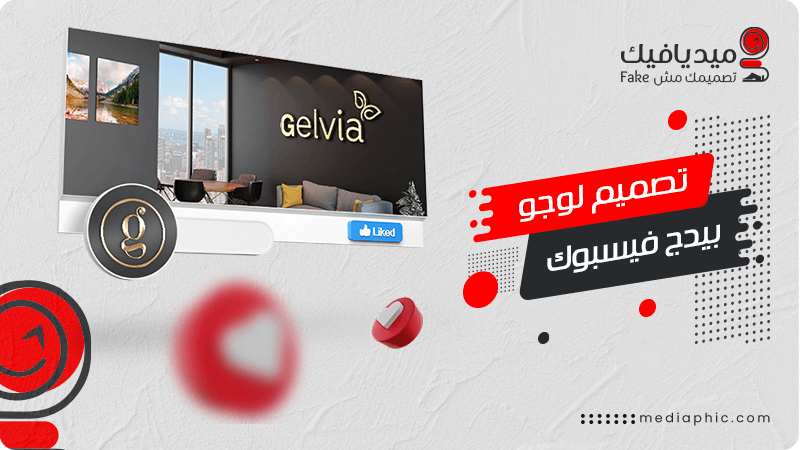 ميديافيك
تصميمك مش Fake
Gelvia
تصميم لوجو
بيدج فيسبوك
g
Liked
mediaphic.com